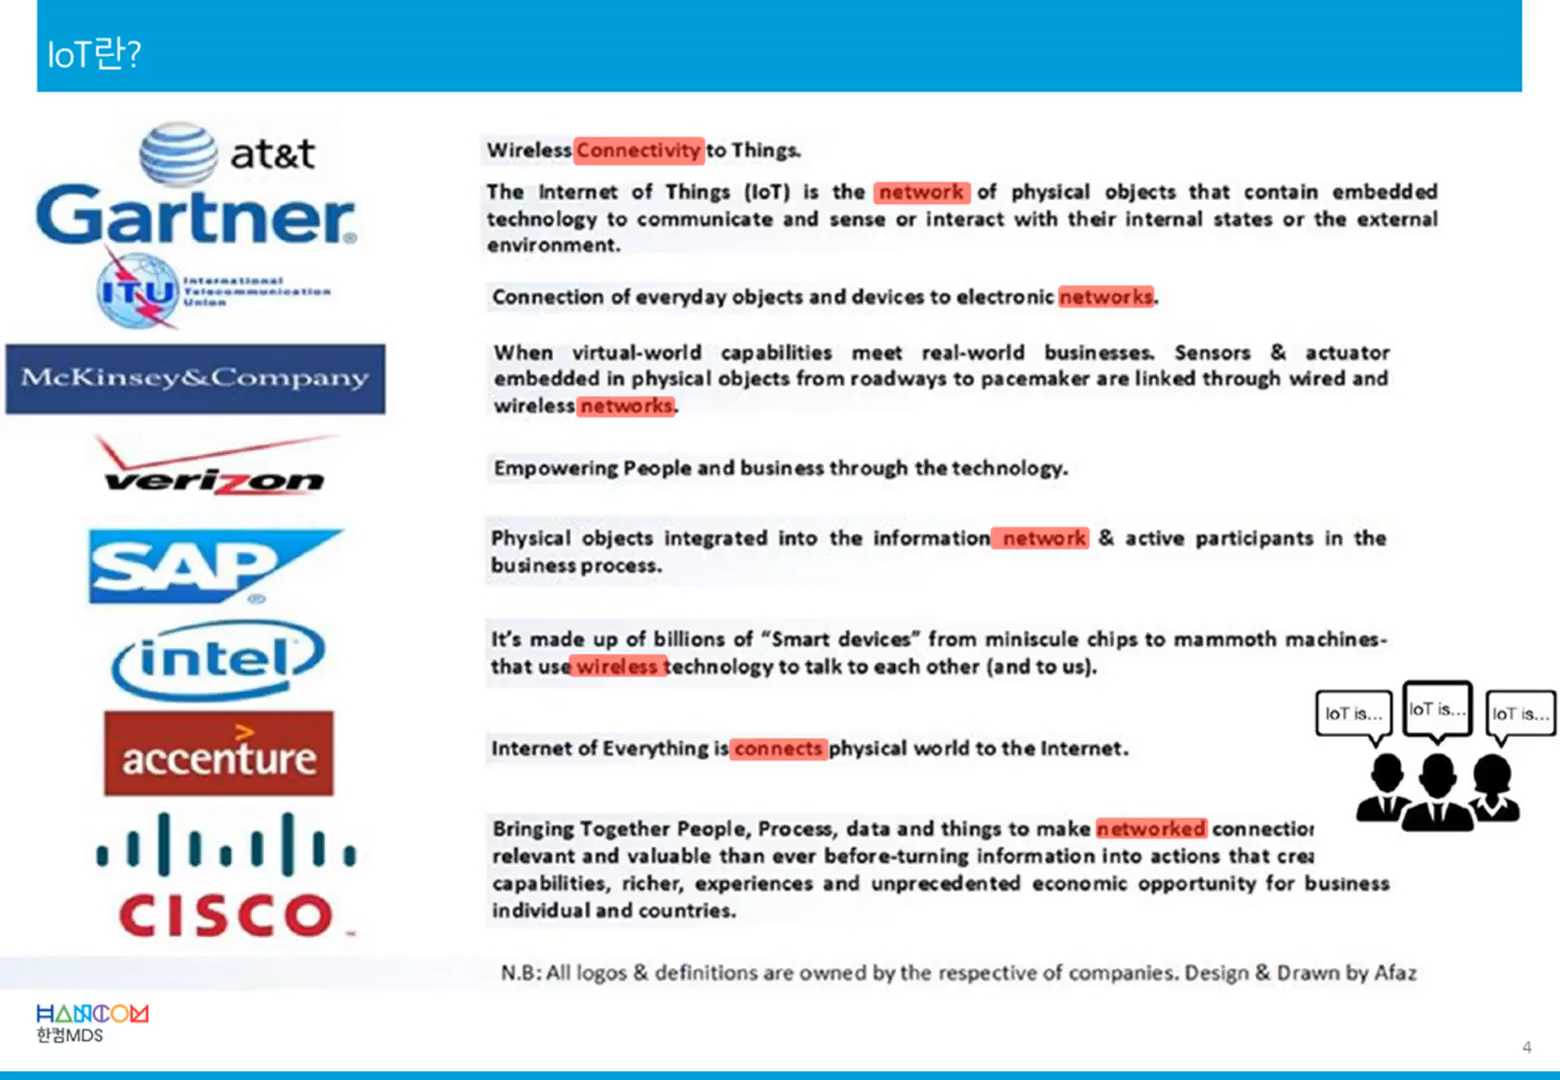 IoT란?
at&t
Wireless Connectivity to Things.
Gartner®
The Internet of Things (IoT) is the network of physical objects that contain embedded
technology to communicate and sense or interact with their internal states or the external
environment.
ITU
International
Telecommunication
Union
Connection of everyday objects and devices to electronic networks.
McKinsey&Company
When virtual-world capabilities meet real-world businesses. Sensors & actuator
embedded in physical objects from roadways to pacemaker are linked through wired and
wireless networks.
verizon
Empowering People and business through the technology.
SAP®
Physical objects integrated into the information network & active participants in the
business process.
intel
It's made up of billions of “Smart devices” from miniscule chips to mammoth machines-
that use wireless technology to talk to each other (and to us).
accenture
Internet of Everything is connects physical world to the Internet.
IoT is...
IoT is...
IoT is...
CISCO™
Bringing Together People, Process, data and things to make networked
relevant and valuable than ever before-turning information into actions that
capabilities, richer, experiences and unprecedented economic opportunity for business
individual and countries.
N.B: All logos & definitions are owned by the respective of companies. Design & Drawn by Afaz
HANCOM
한컴MDS
4